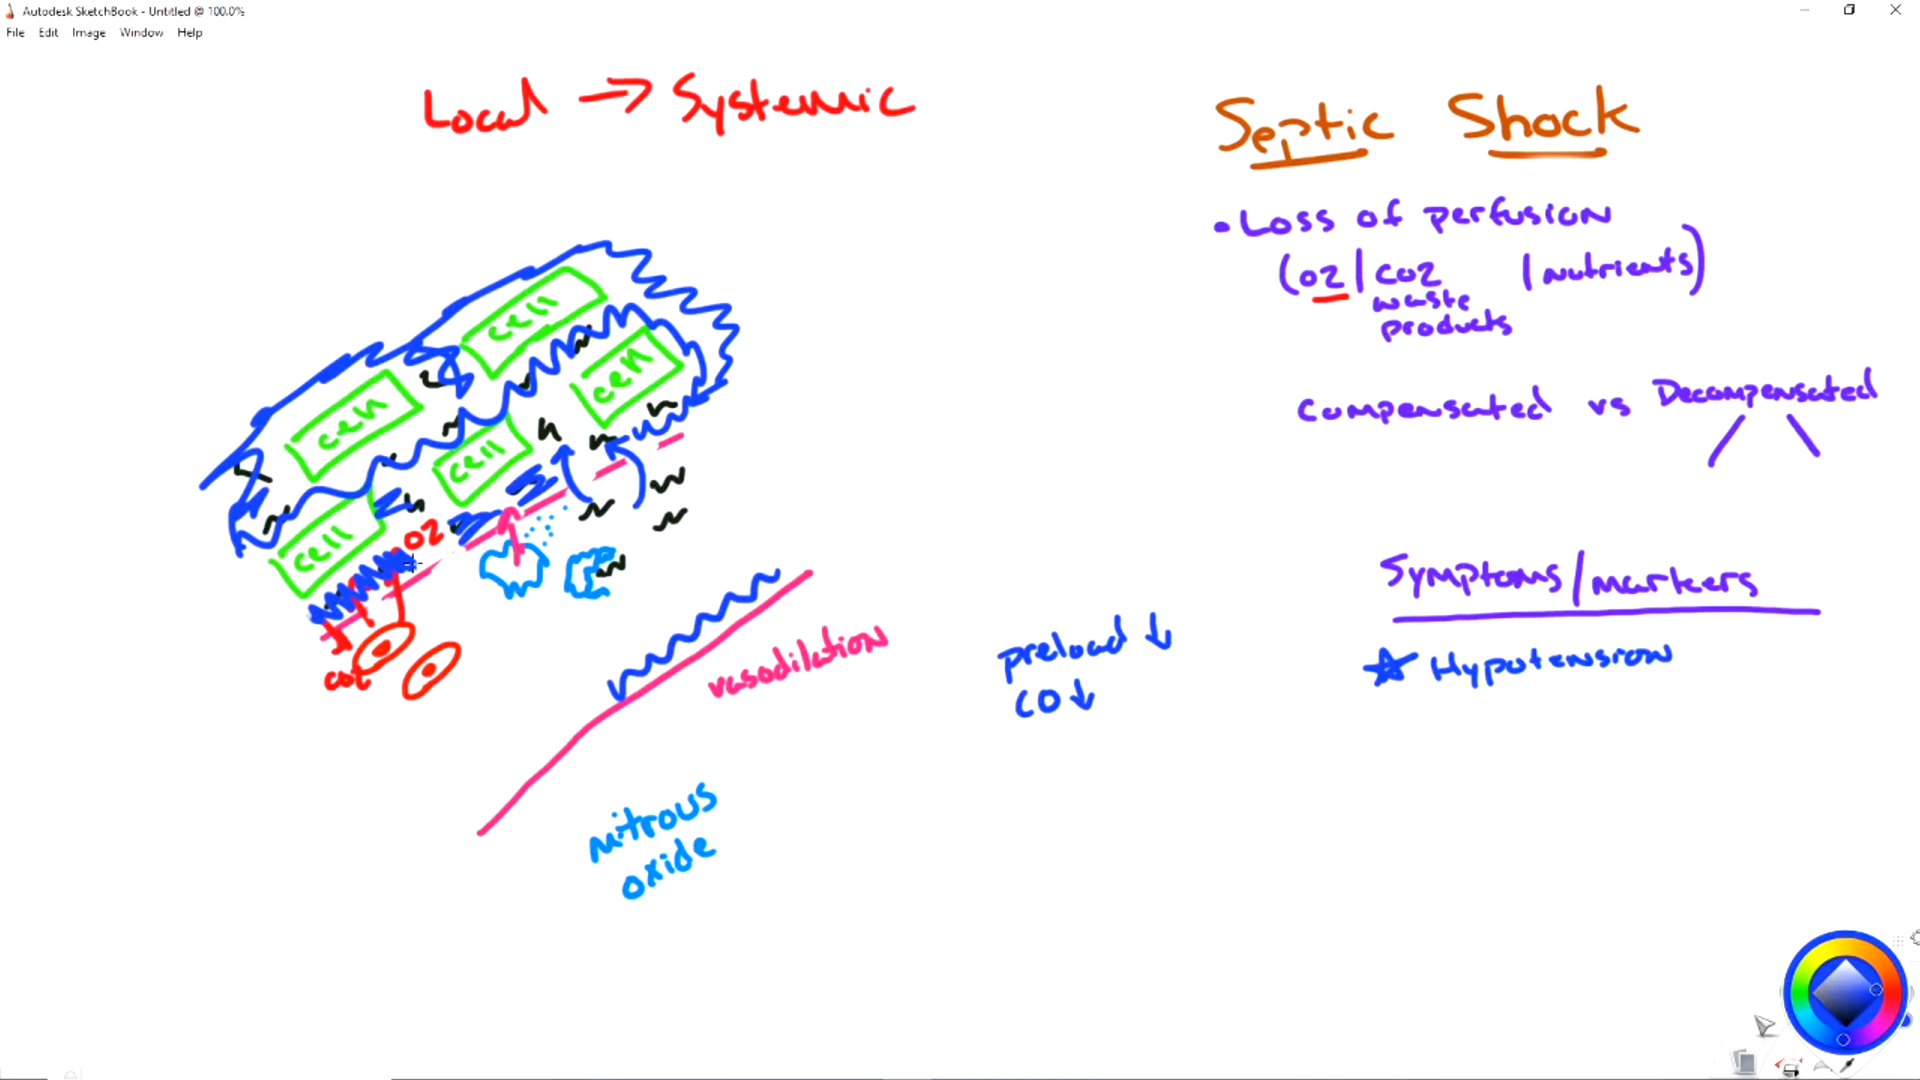 Autodesk SketchBook - Untitled @ 100.0%
File Edit Image Window Help
Local → Systemic
Septic Shock
• Loss of perfusion
(O2 | CO2 | nutrients)
waste
products
Compensated vs Decompensated
cell
cell
cell
cell
cell
O2
vasodilation
preload ↓
CO ↓
Symptoms/markers
☆ Hypotension
nitrous
oxide